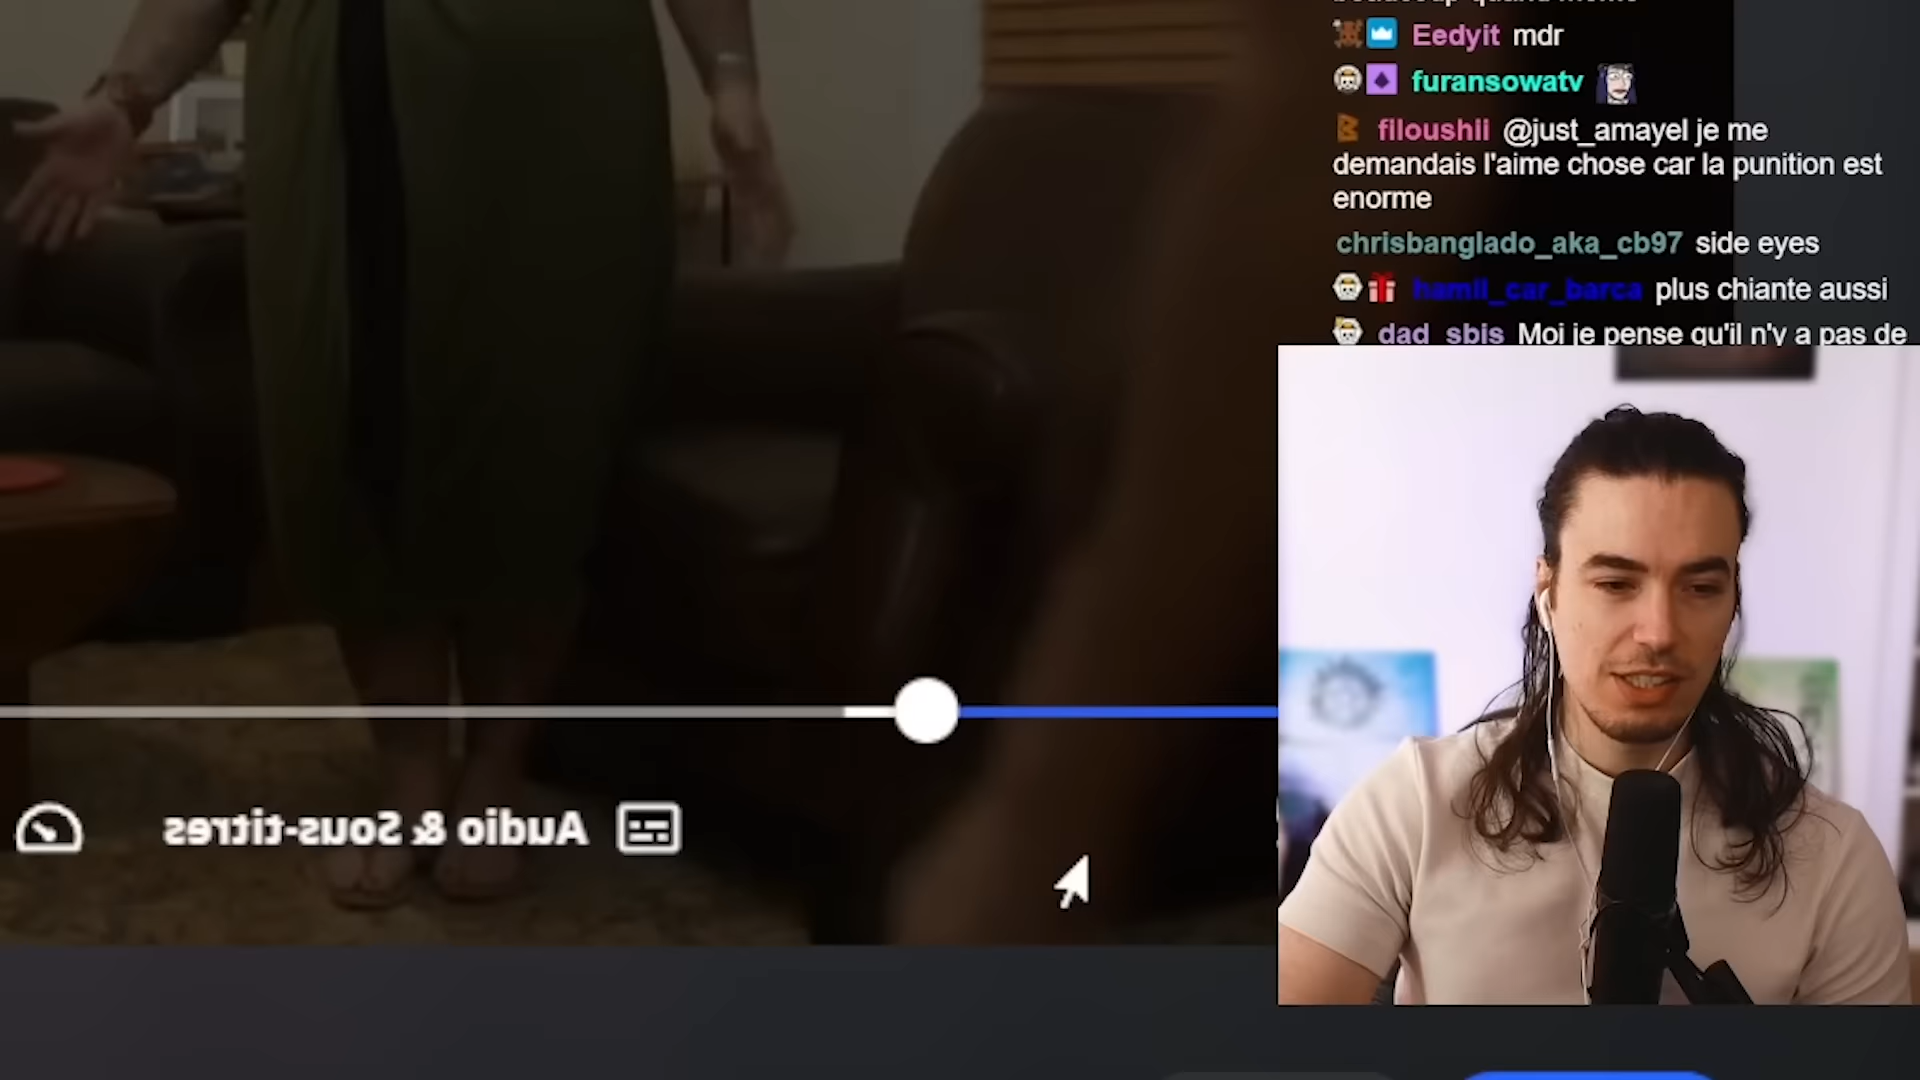 Eedyit mdr
furansowatv
filoushii @just_amayel je me
demandais l'aime chose car la punition est
enorme
chrisbanglado_aka_cb97 side eyes
hamil_car_barca plus chiante aussi
dad_sbis Moi je pense qu'il n'y a pas de
Audio & Sous-titres